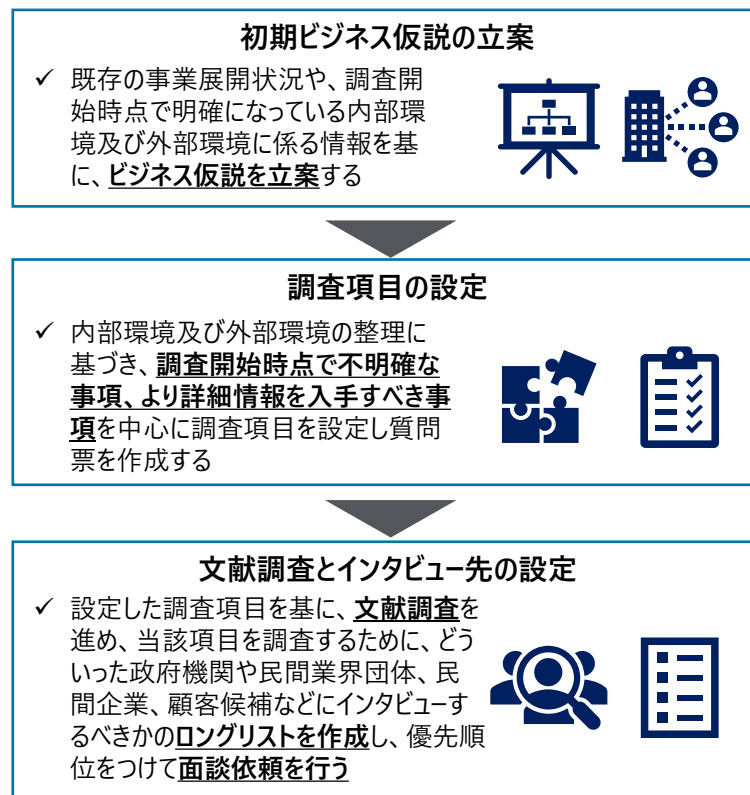 初期ビジネス仮説の立案
✓ 既存の事業展開状況や、調査開
始時点で明確になっている内部環
境及び外部環境に係る情報を基
に、ビジネス仮説を立案する
調査項目の設定
✓ 内部環境及び外部環境の整理に
基づき、調査開始時点で不明確な
事項、より詳細情報を入手すべき事
項を中心に調査項目を設定し質問
票を作成する
文献調査とインタビュー先の設定
✓ 設定した調査項目を基に、文献調査を
進め、当該項目を調査するために、どう
いった政府機関や民間業界団体、民
間企業、顧客候補などにインタビューす
るべきかのロングリストを作成し、優先順
位をつけて面談依頼を行う